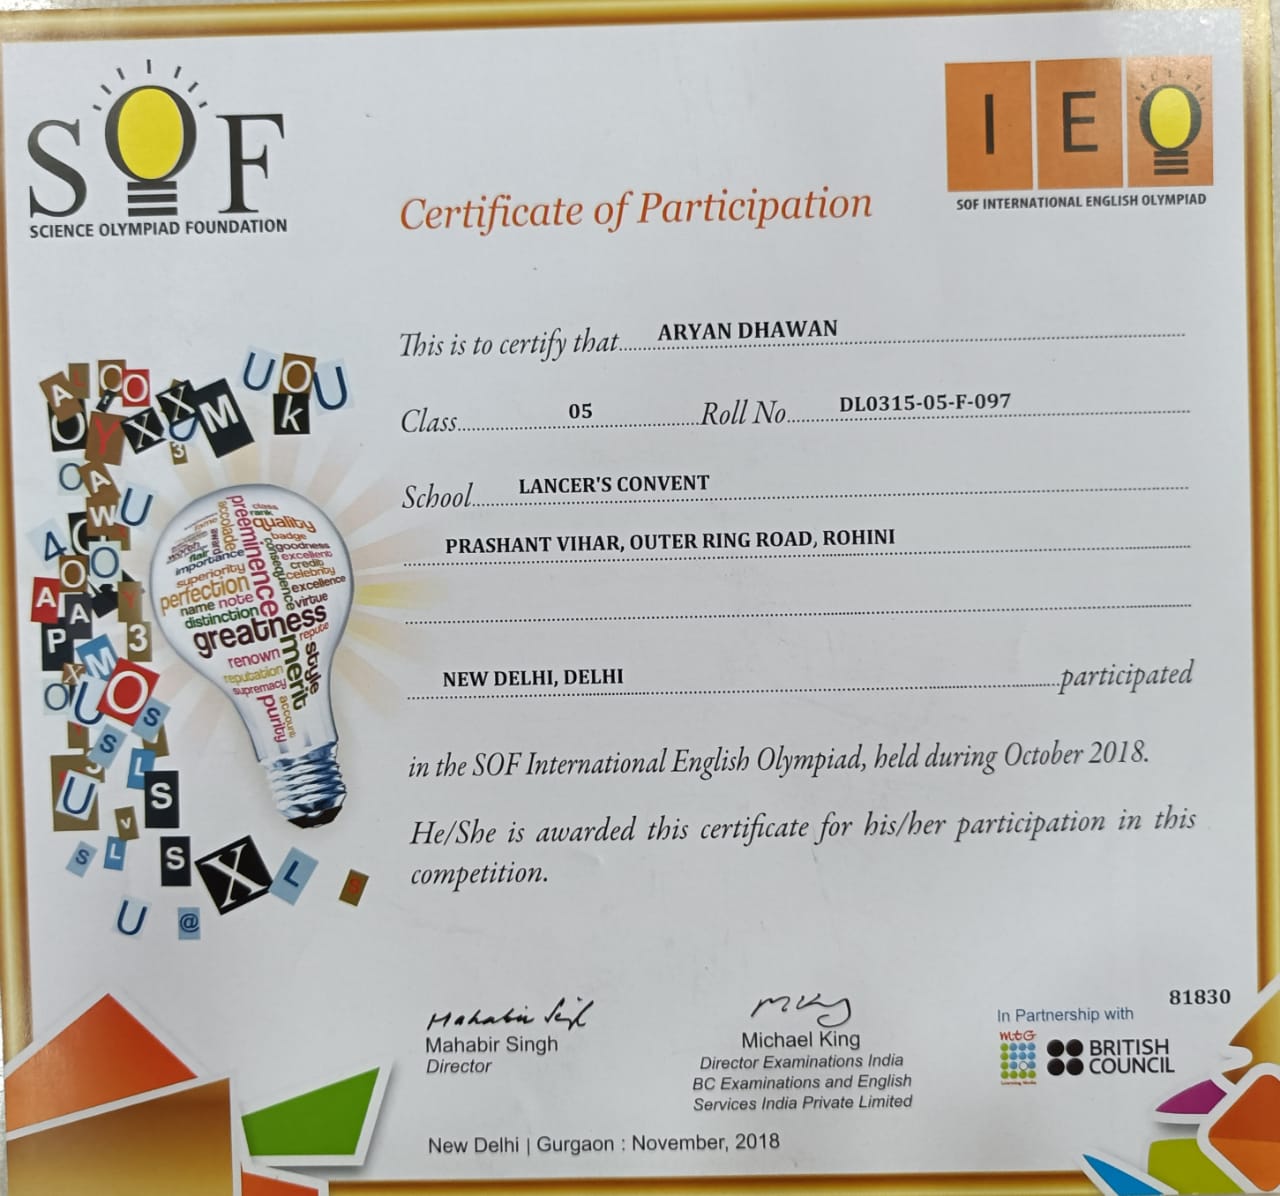 SOF
SCIENCE OLYMPIAD FOUNDATION
IEO
SOF INTERNATIONAL ENGLISH OLYMPIAD
Certificate of Participation
This is to certify that ARYAN DHAWAN
Class 05 Roll No DL0315-05-F-097
School LANCER'S CONVENT
PRASHANT VIHAR, OUTER RING ROAD, ROHINI
NEW DELHI, DELHI participated
in the SOF International English Olympiad, held during October 2018.
He/She is awarded this certificate for his/her participation in this
competition.
preeminence
accolade
class
rank
quality
badge
goodness
excellent
credit
celebrity
excellence
virtue
consequence
flair
importance
superiority
perfection
name note
distinction
greatness
repute
renown
reputation
supremacy
merit
style
purity
account
Mahabir Singh
Mahabir Singh
Director
M. King
Michael King
Director Examinations India
BC Examinations and English
Services India Private Limited
81830
In Partnership with
MtG
Learning Media
BRITISH
COUNCIL
New Delhi | Gurgaon : November, 2018